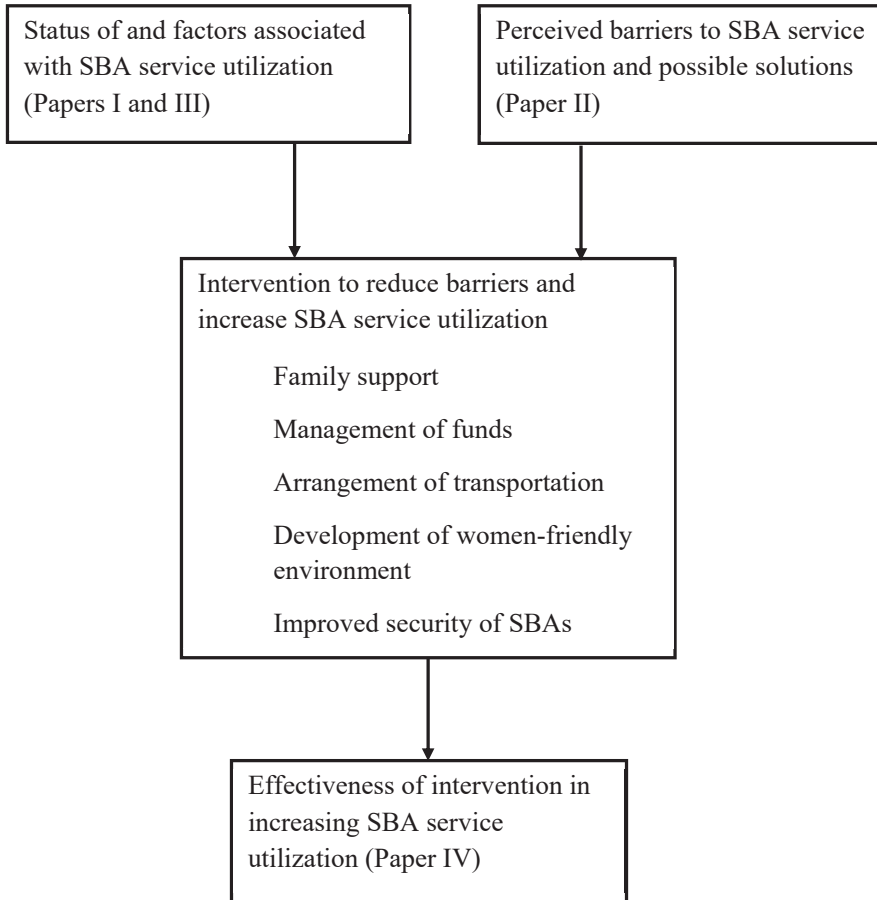 Status of and factors associated
with SBA service utilization
(Papers I and III)
Perceived barriers to SBA service
utilization and possible solutions
(Paper II)
Intervention to reduce barriers and
increase SBA service utilization
Family support
Management of funds
Arrangement of transportation
Development of women-friendly
environment
Improved security of SBAs
Effectiveness of intervention in
increasing SBA service
utilization (Paper IV)